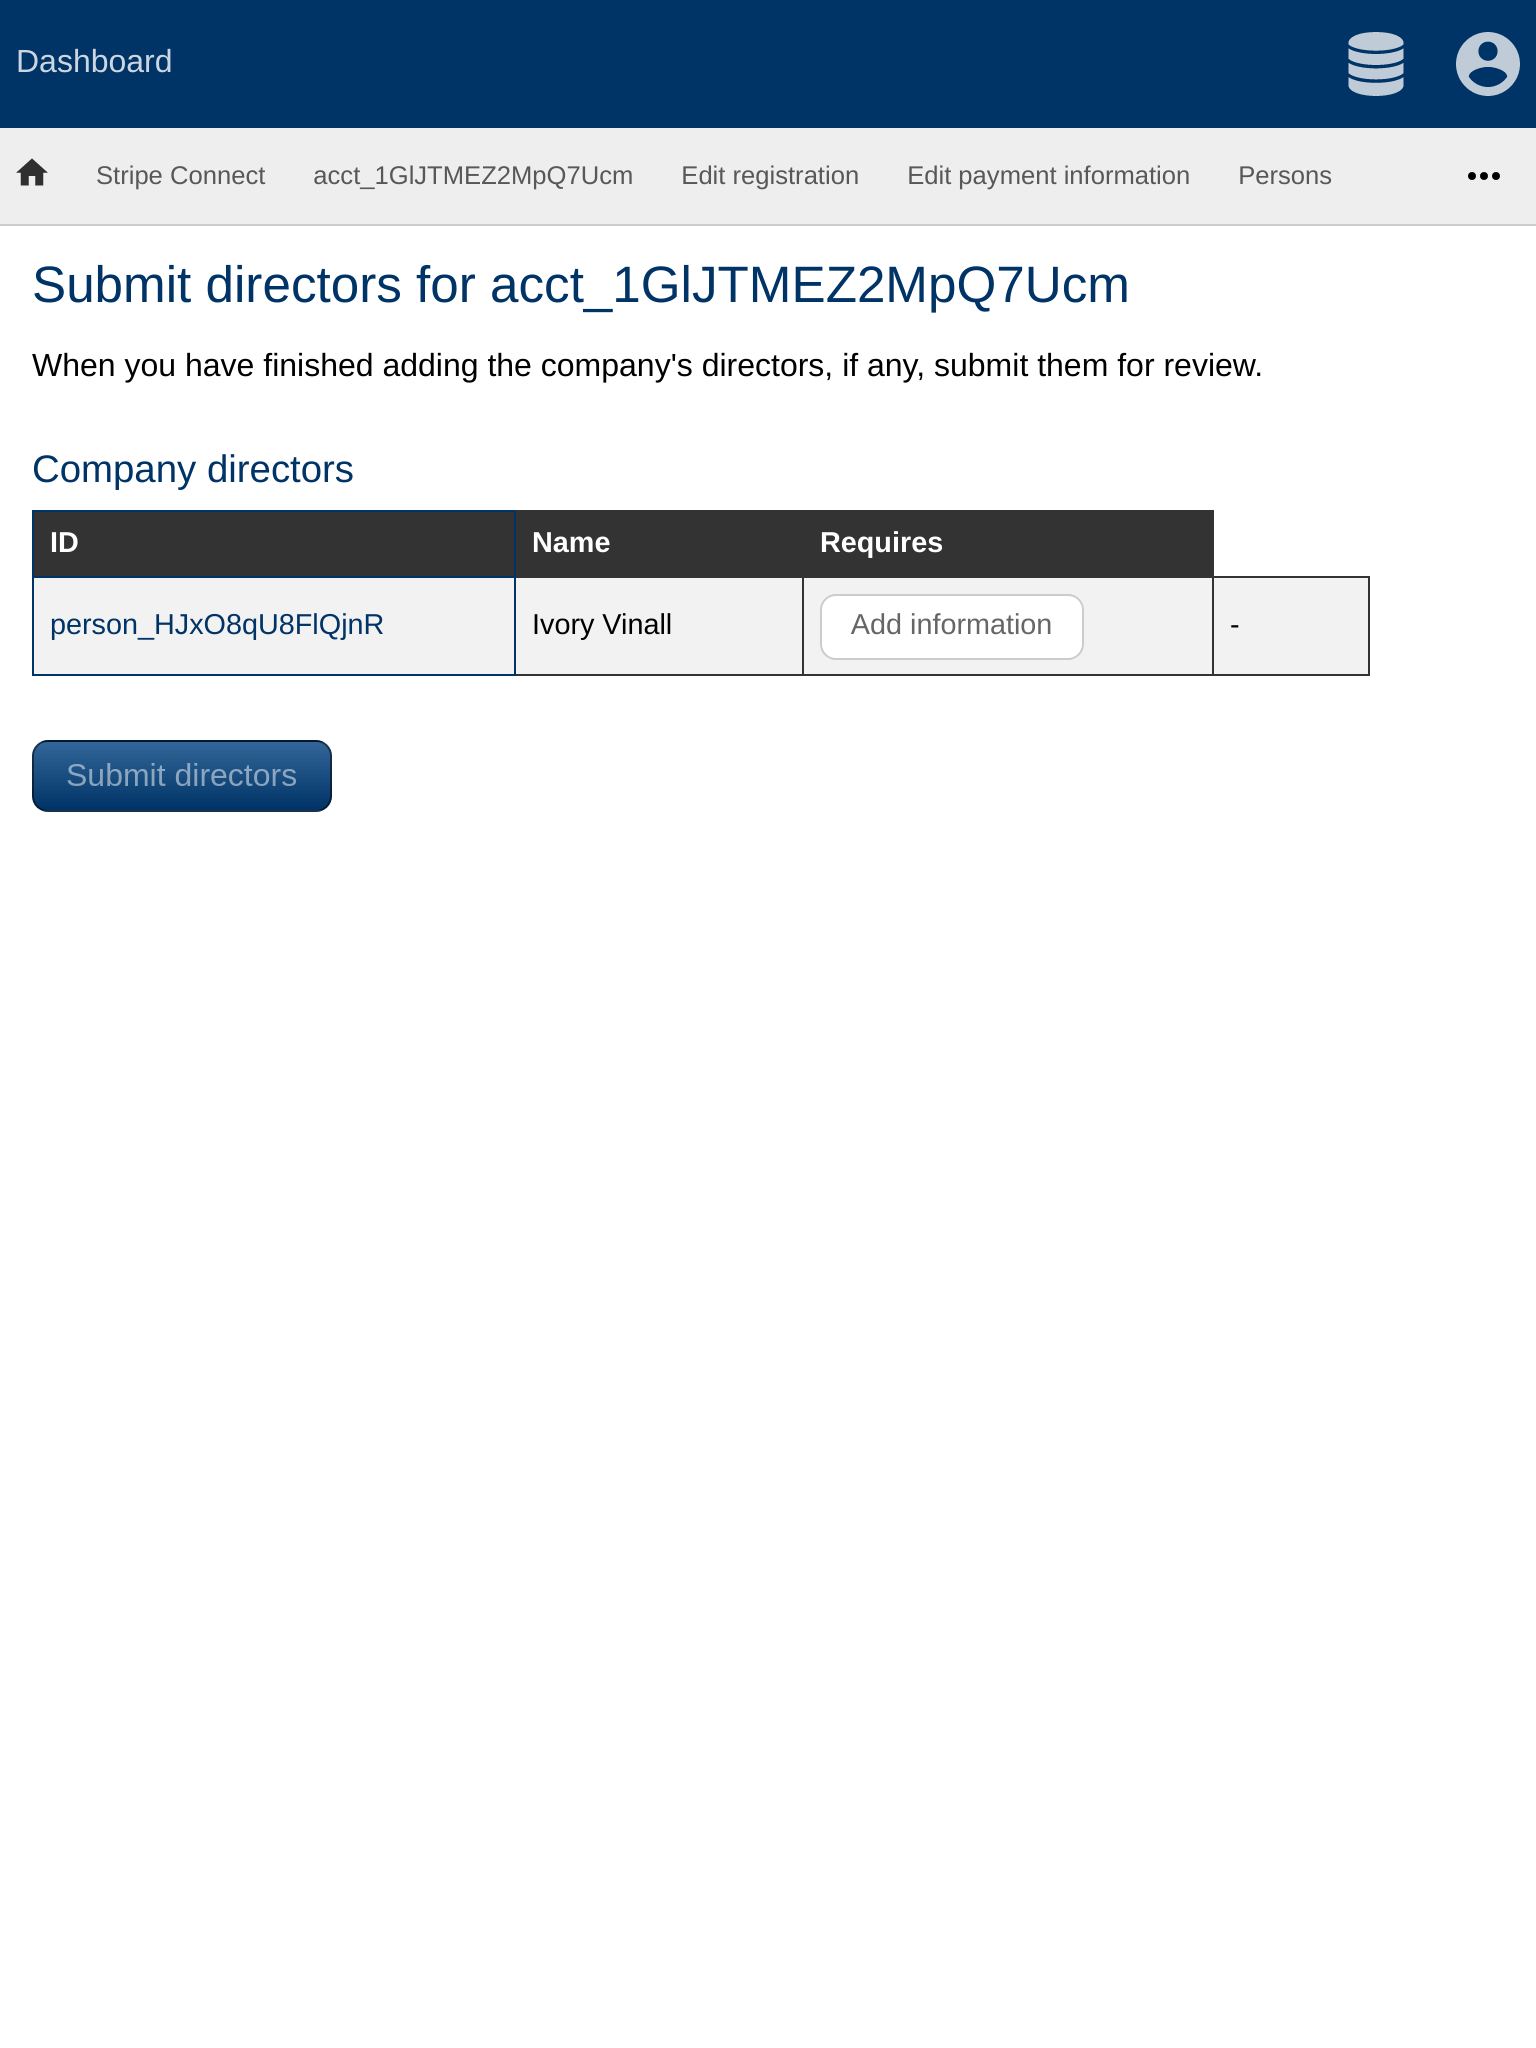 Dashboard
Stripe Connect acct_1GlJTMEZ2MpQ7Ucm Edit registration Edit payment information Persons
Submit directors for acct_1GlJTMEZ2MpQ7Ucm
When you have finished adding the company's directors, if any, submit them for review.
Company directors
ID Name Requires
person_HJxO8qU8FlQjnR Ivory Vinall Add information -
Submit directors